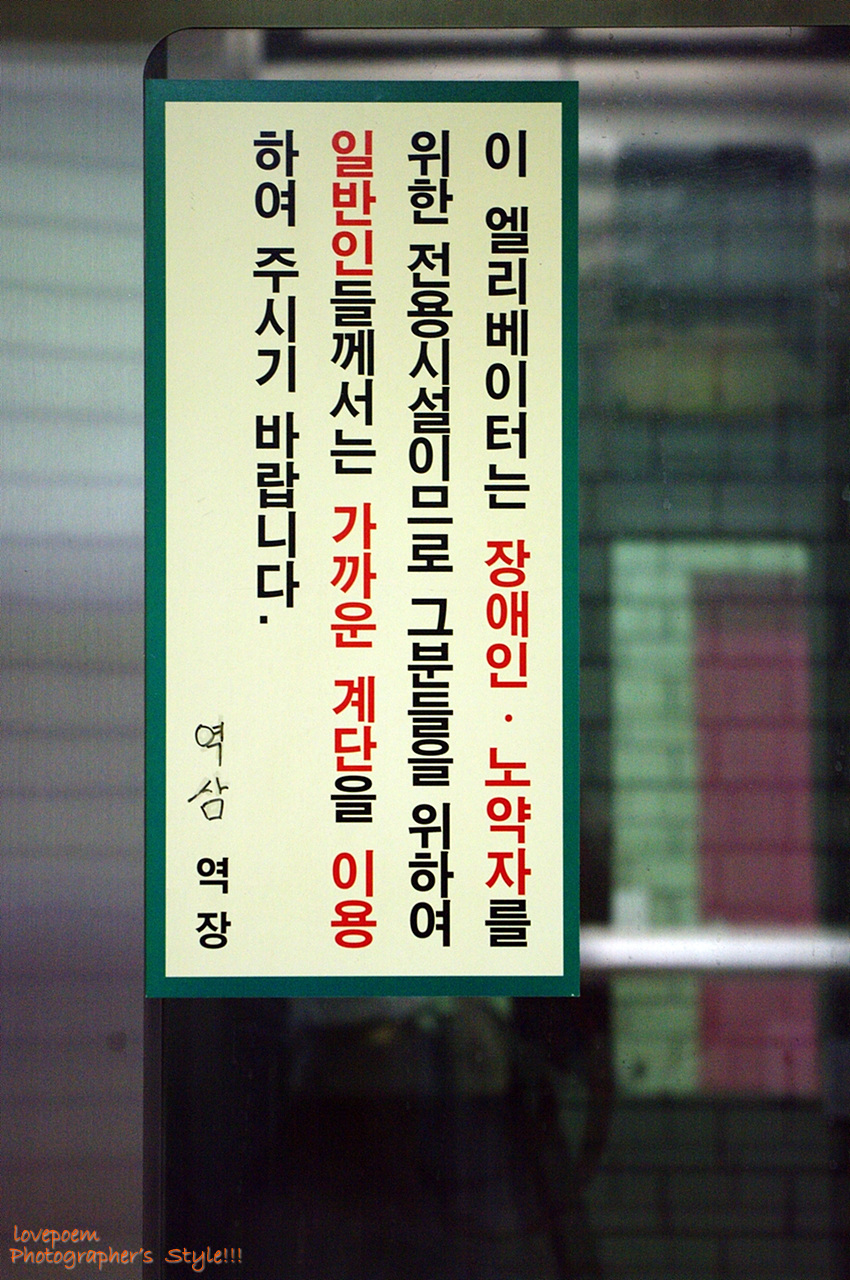 이 엘리베이터는 장애인 · 노약자를
위한 전용시설이므로 그분들을 위하여
일반인들께서는 가까운 계단을 이용
하여 주시기 바랍니다.
역삼 역장
lovepoem
Photographer's Style!!!